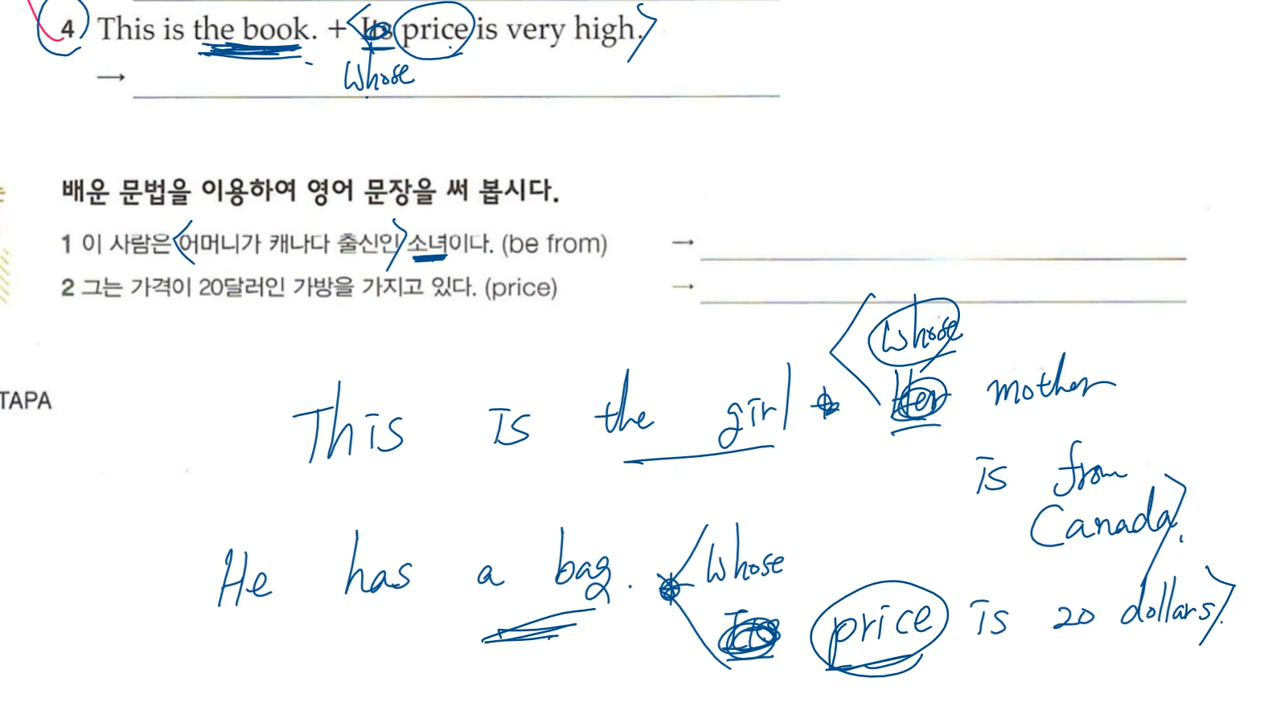 4 This is the book. + Its price is very high.
→ Whose
배운 문법을 이용하여 영어 문장을 써 봅시다.
1 이 사람은 어머니가 캐나다 출신인 소녀이다. (be from) →
2 그는 가격이 20달러인 가방을 가지고 있다. (price) →
TAPA
whose
This is the girl + Her mother
is from
Canada.
He has a bag. + Whose
Its price is 20 dollars.